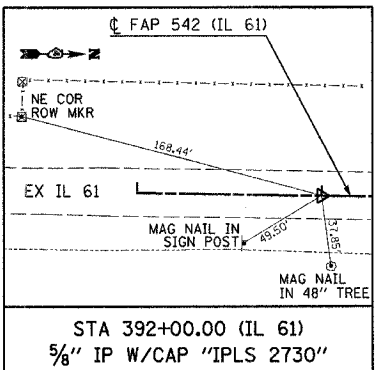 ℄ FAP 542 (IL 61)
Z
NE COR
ROW MKR
168.44'
EX IL 61
MAG NAIL IN
SIGN POST
49.50'
37.85'
MAG NAIL
IN 48" TREE
STA 392+00.00 (IL 61)
5/8" IP W/CAP "IPLS 2730"